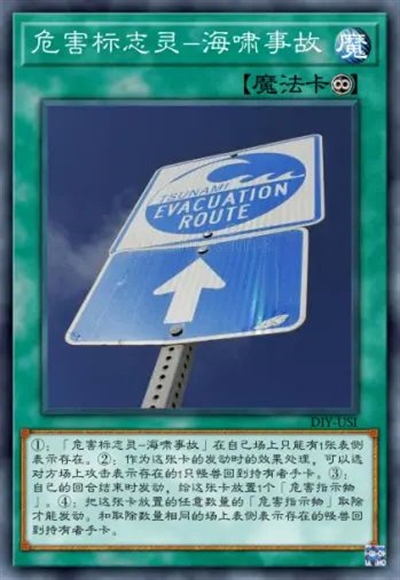 危害标志灵-海啸事故 魔
【魔法卡】
TSUNAMI
EVACUATION
ROUTE
DIY-USI
①：「危害标志灵-海啸事故」在自己场上只能有1张表侧
表示存在。②：作为这张卡的发动时的效果处理，可以选
对方场上攻击表示存在的1只怪兽回到持有者手卡。③：
自己的回合结束时发动，给这张卡放置1个「危害指示物
」。④：把这张卡放置的任意数量的「危害指示物」取除
才能发动。和取除数量相同的场上表侧表示存在的怪兽回
到持有者手卡。